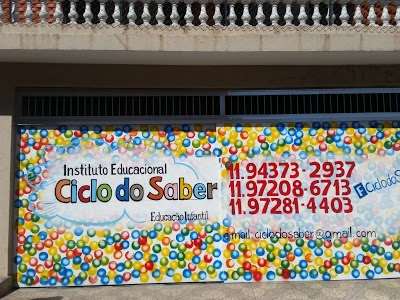 Instituto Educacional
Ciclo do Saber
Educação Infantil
11.94373-2937
11.97208-6713
11.97281-4403
gmail.ciclodosaber@gmail.com